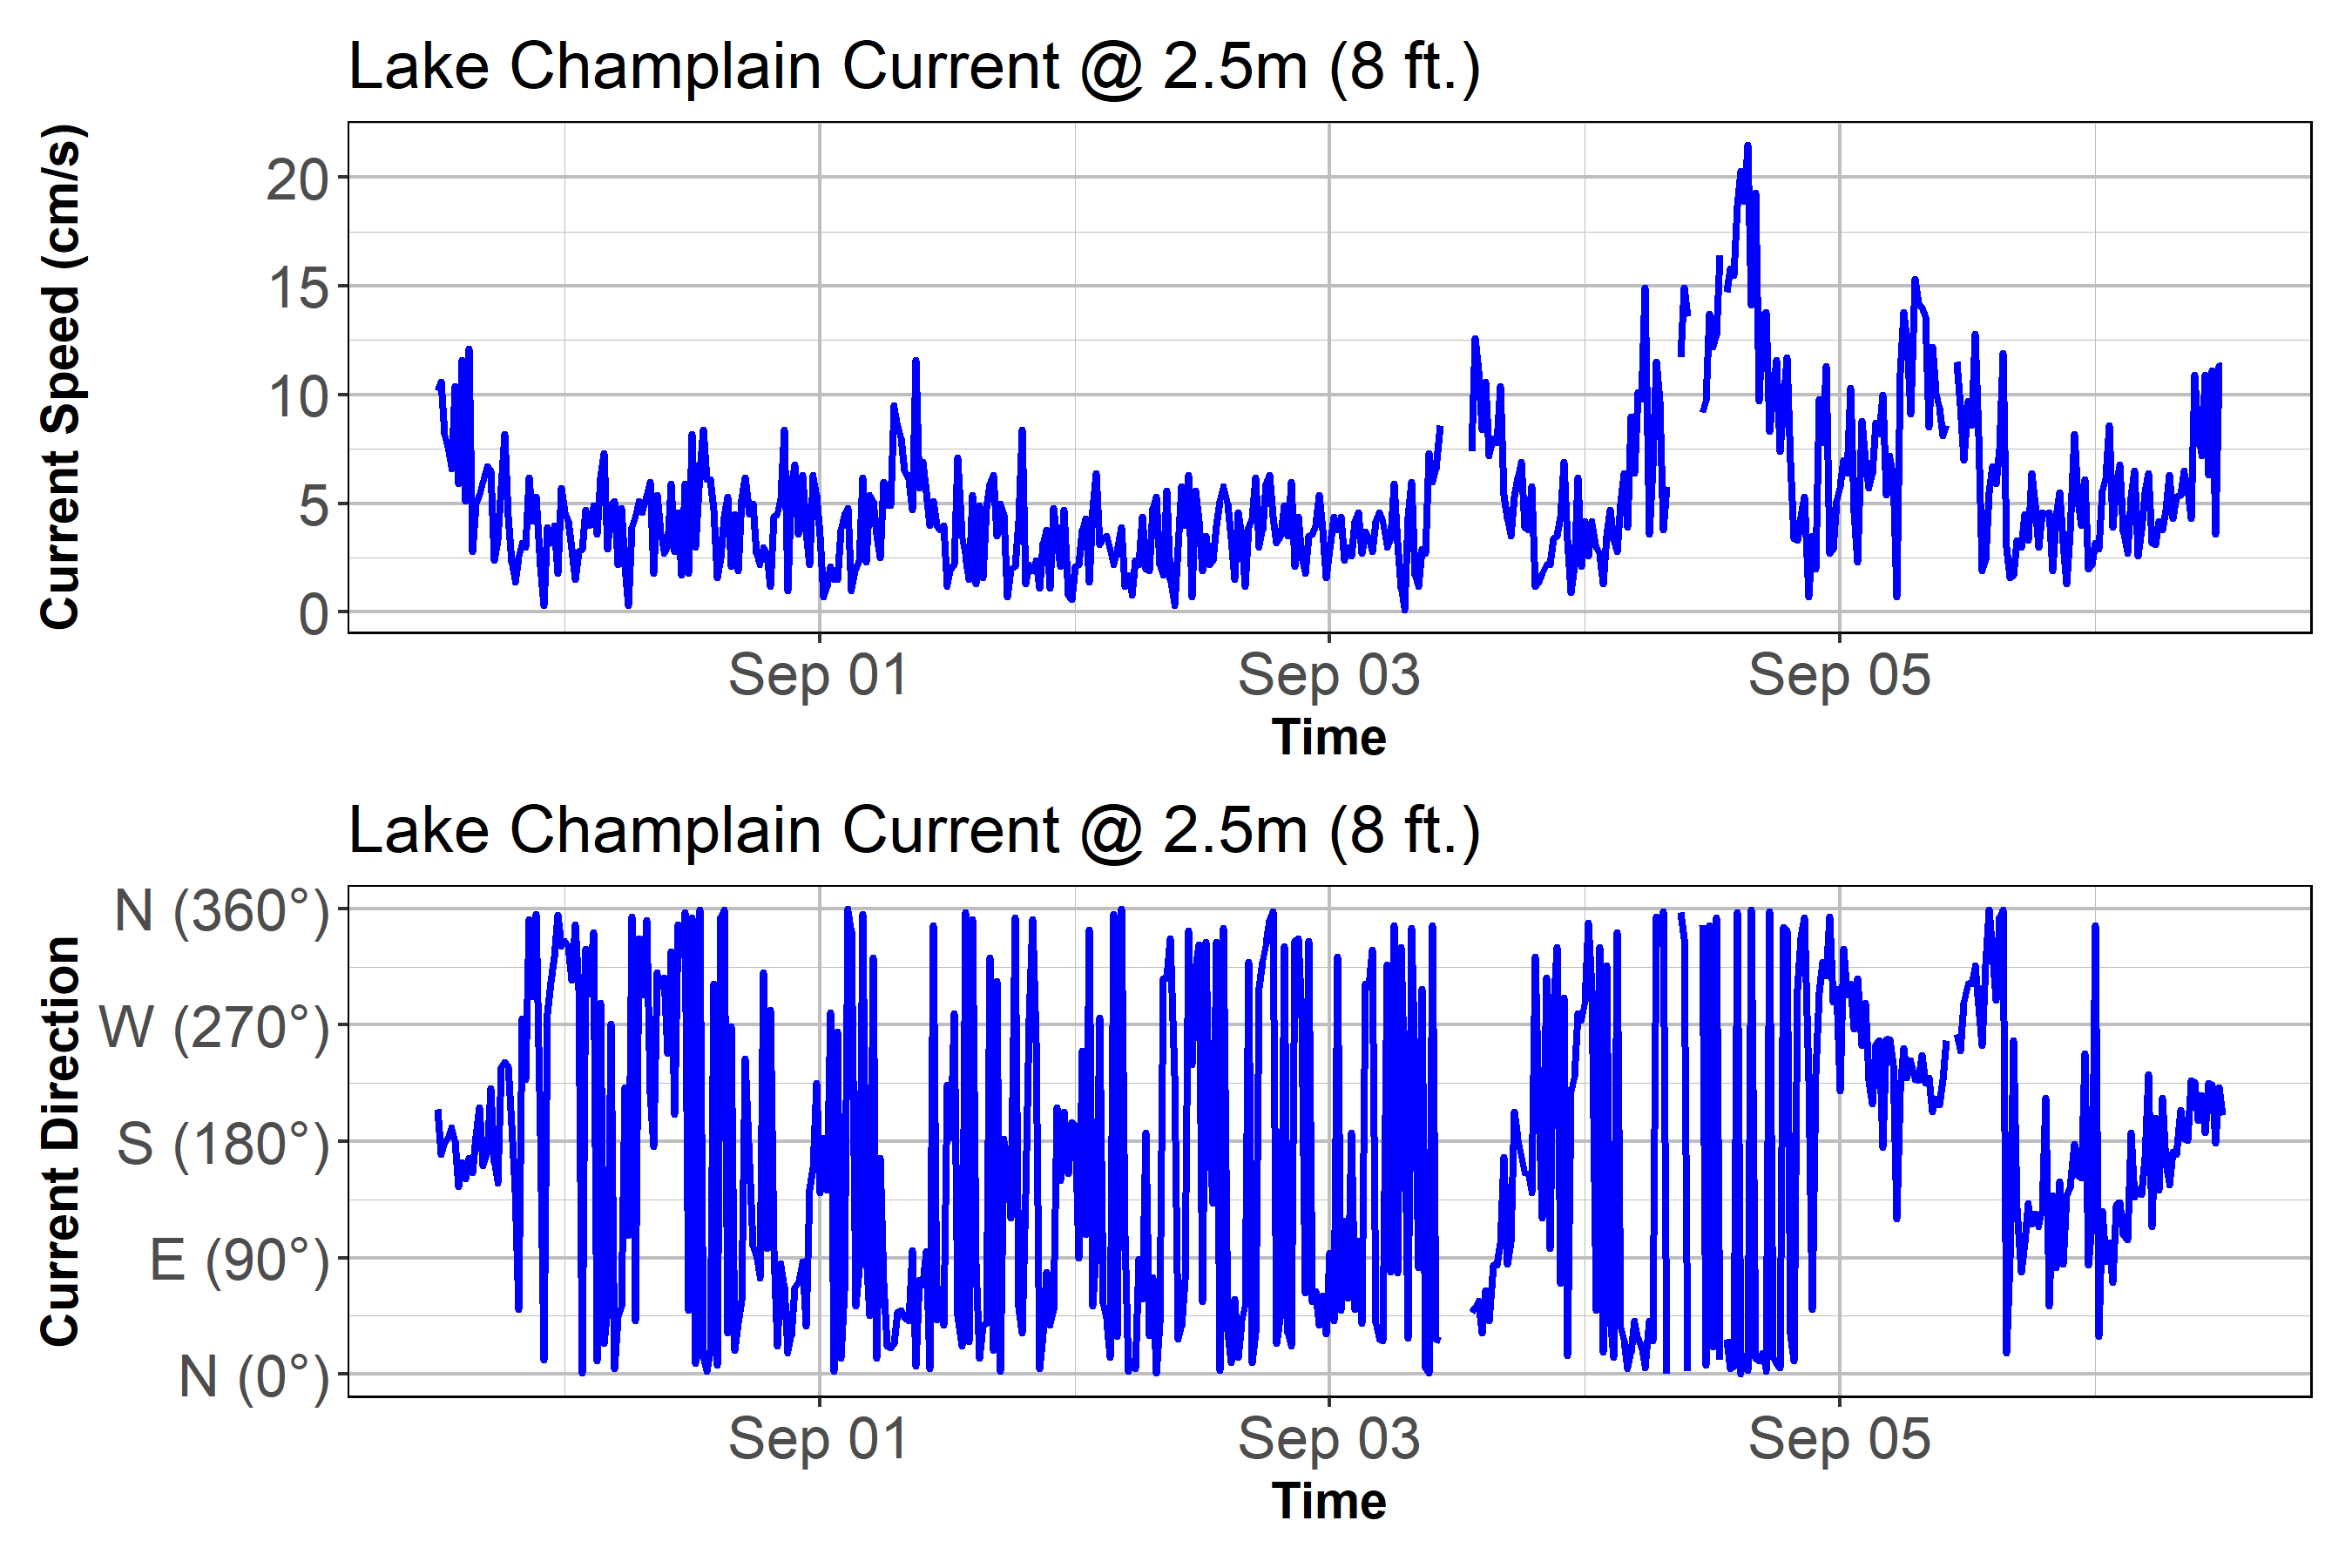 Lake Champlain Current @ 2.5m (8 ft.)
Current Speed (cm/s)
20
15
10
5
0
Sep 01 Sep 03 Sep 05
Time
Lake Champlain Current @ 2.5m (8 ft.)
Current Direction
N (360°)
W (270°)
S (180°)
E (90°)
N (0°)
Sep 01 Sep 03 Sep 05
Time